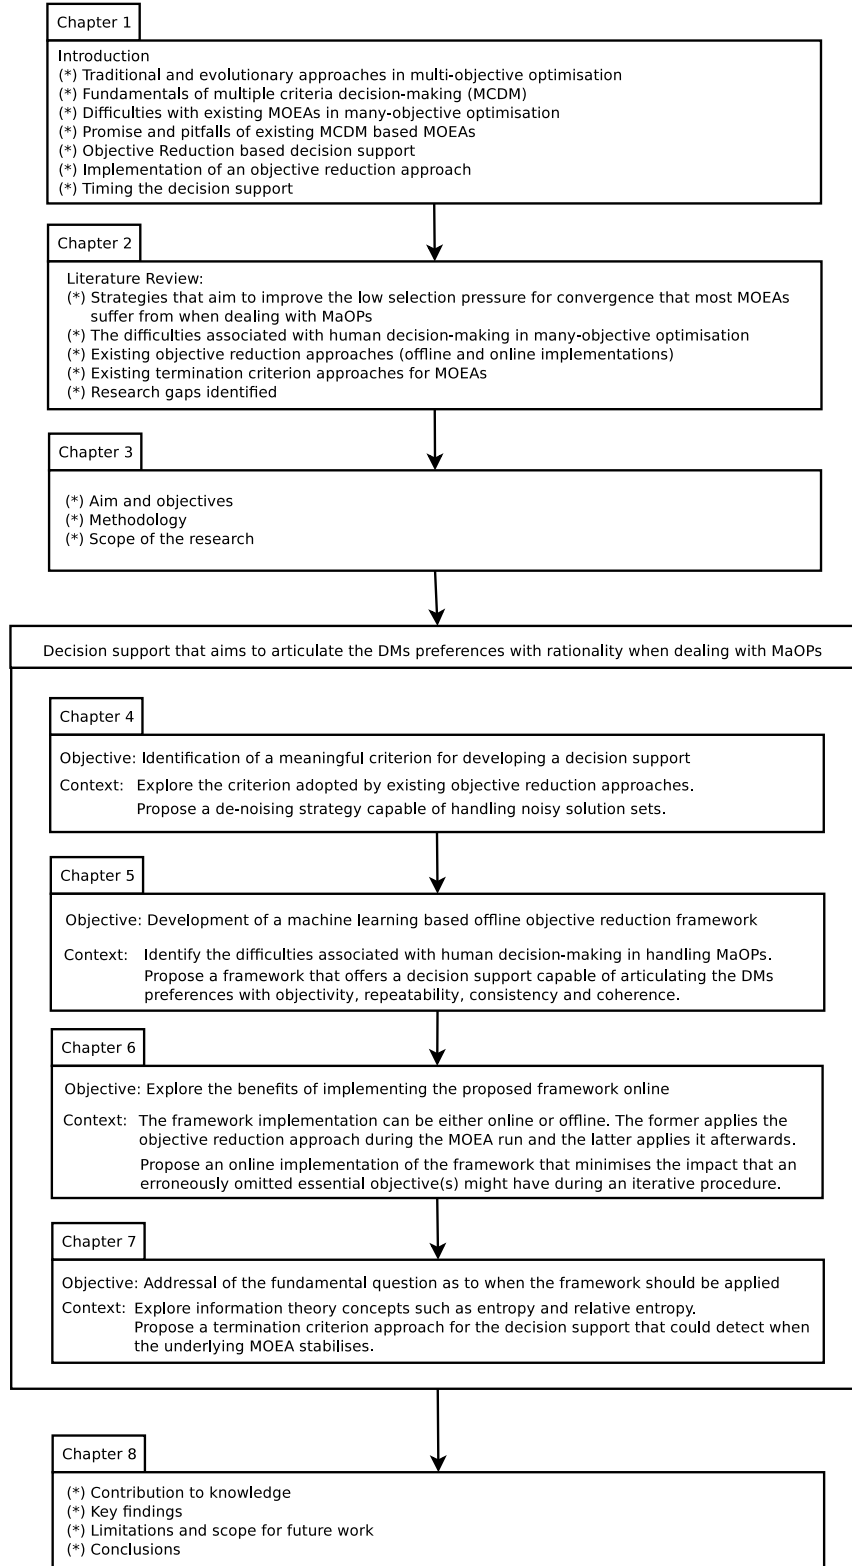 Chapter 1
Introduction
(*) Traditional and evolutionary approaches in multi-objective optimisation
(*) Fundamentals of multiple criteria decision-making (MCDM)
(*) Difficulties with existing MOEAs in many-objective optimisation
(*) Promise and pitfalls of existing MCDM based MOEAs
(*) Objective Reduction based decision support
(*) Implementation of an objective reduction approach
(*) Timing the decision support
Chapter 2
Literature Review:
(*) Strategies that aim to improve the low selection pressure for convergence that most MOEAs
suffer from when dealing with MaOPs
(*) The difficulties associated with human decision-making in many-objective optimisation
(*) Existing objective reduction approaches (offline and online implementations)
(*) Existing termination criterion approaches for MOEAs
(*) Research gaps identified
Chapter 3
(*) Aim and objectives
(*) Methodology
(*) Scope of the research
Decision support that aims to articulate the DMs preferences with rationality when dealing with MaOPs
Chapter 4
Objective: Identification of a meaningful criterion for developing a decision support
Context: Explore the criterion adopted by existing objective reduction approaches.
Propose a de-noising strategy capable of handling noisy solution sets.
Chapter 5
Objective: Development of a machine learning based offline objective reduction framework
Context: Identify the difficulties associated with human decision-making in handling MaOPs.
Propose a framework that offers a decision support capable of articulating the DMs
preferences with objectivity, repeatability, consistency and coherence.
Chapter 6
Objective: Explore the benefits of implementing the proposed framework online
Context: The framework implementation can be either online or offline. The former applies the
objective reduction approach during the MOEA run and the latter applies it afterwards.
Propose an online implementation of the framework that minimises the impact that an
erroneously omitted essential objective(s) might have during an iterative procedure.
Chapter 7
Objective: Addressal of the fundamental question as to when the framework should be applied
Context: Explore information theory concepts such as entropy and relative entropy.
Propose a termination criterion approach for the decision support that could detect when
the underlying MOEA stabilises.
Chapter 8
(*) Contribution to knowledge
(*) Key findings
(*) Limitations and scope for future work
(*) Conclusions